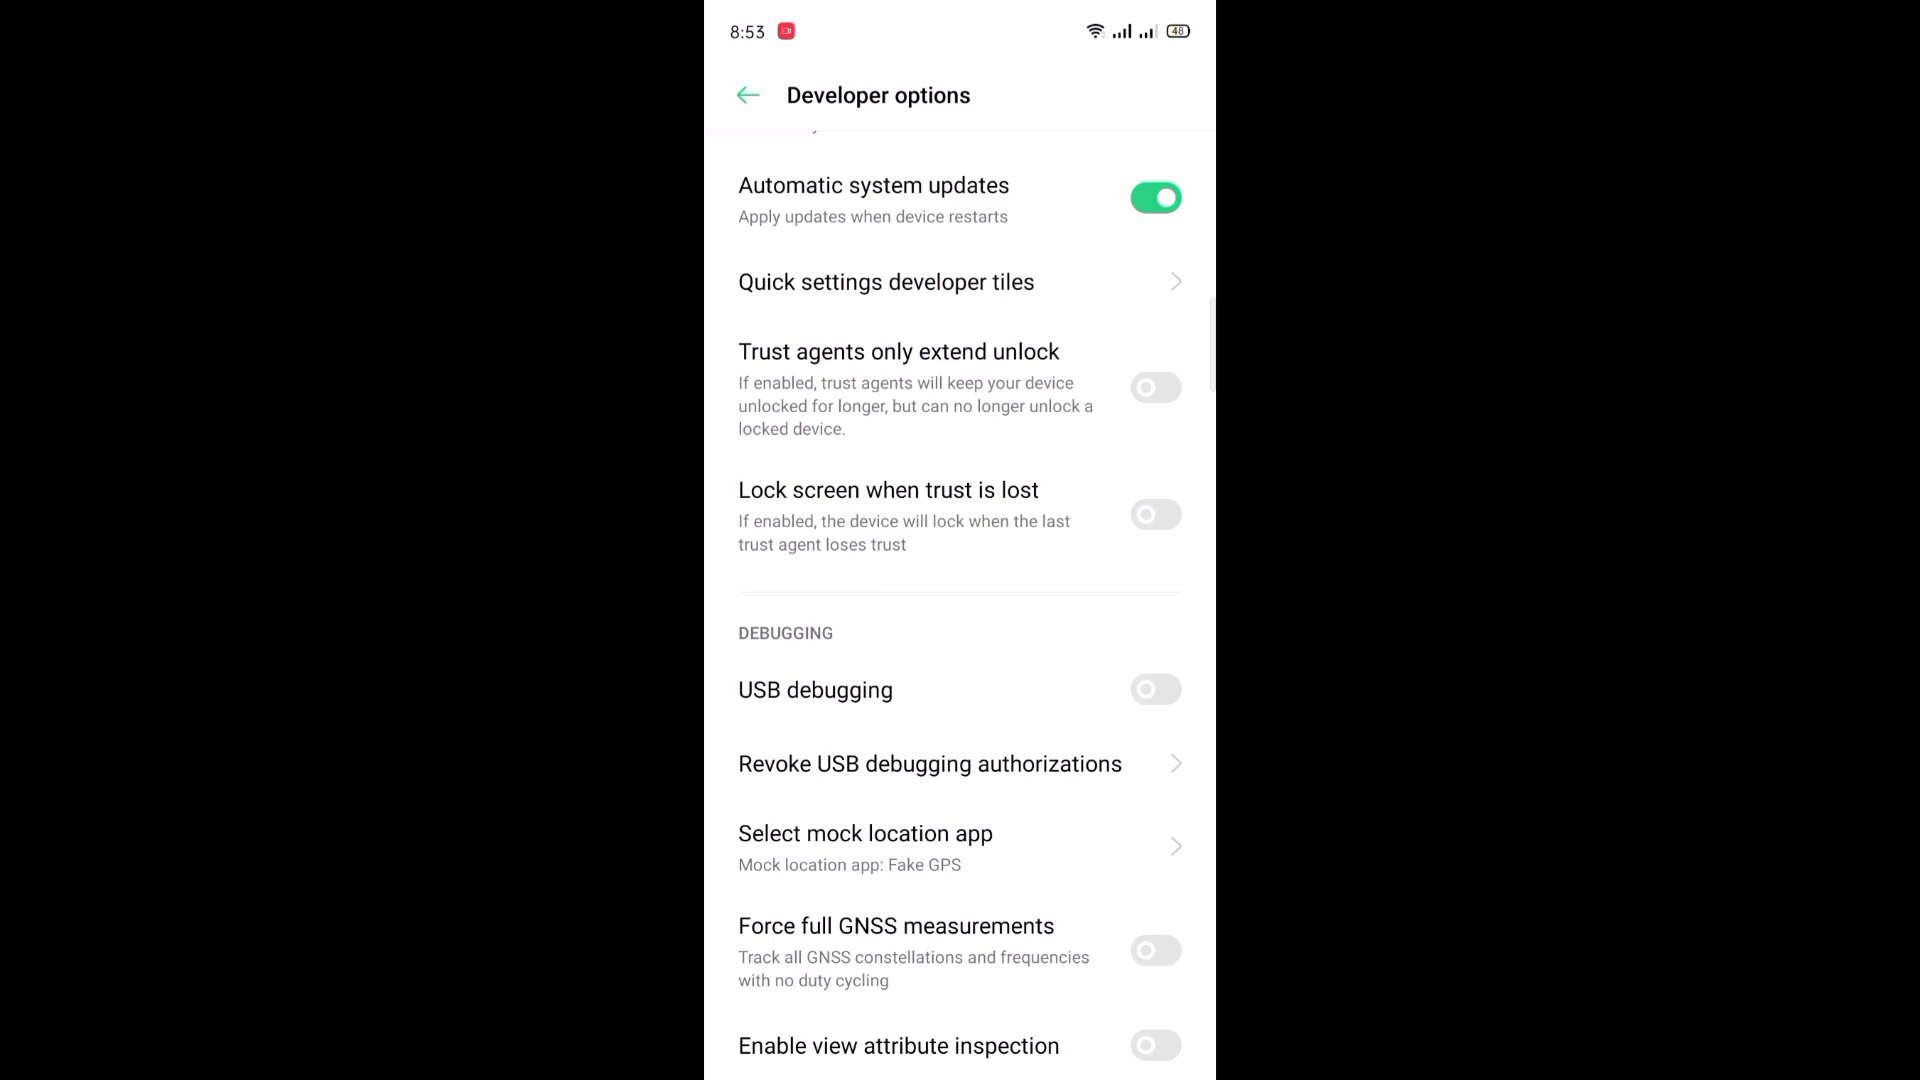 8:53
48
Developer options
Automatic system updates
Apply updates when device restarts
Quick settings developer tiles
Trust agents only extend unlock
If enabled, trust agents will keep your device
unlocked for longer, but can no longer unlock a
locked device.
Lock screen when trust is lost
If enabled, the device will lock when the last
trust agent loses trust
DEBUGGING
USB debugging
Revoke USB debugging authorizations
Select mock location app
Mock location app: Fake GPS
Force full GNSS measurements
Track all GNSS constellations and frequencies
with no duty cycling
Enable view attribute inspection